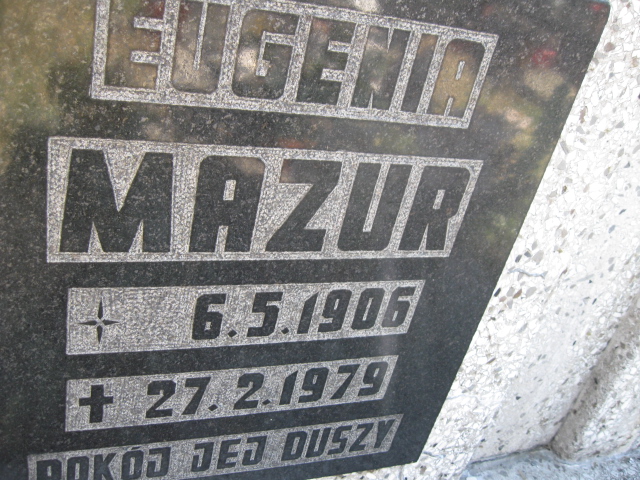 EUGENIA
MAZUR
6.5.1906
27.2.1979
POKÓJ JEJ DUSZY